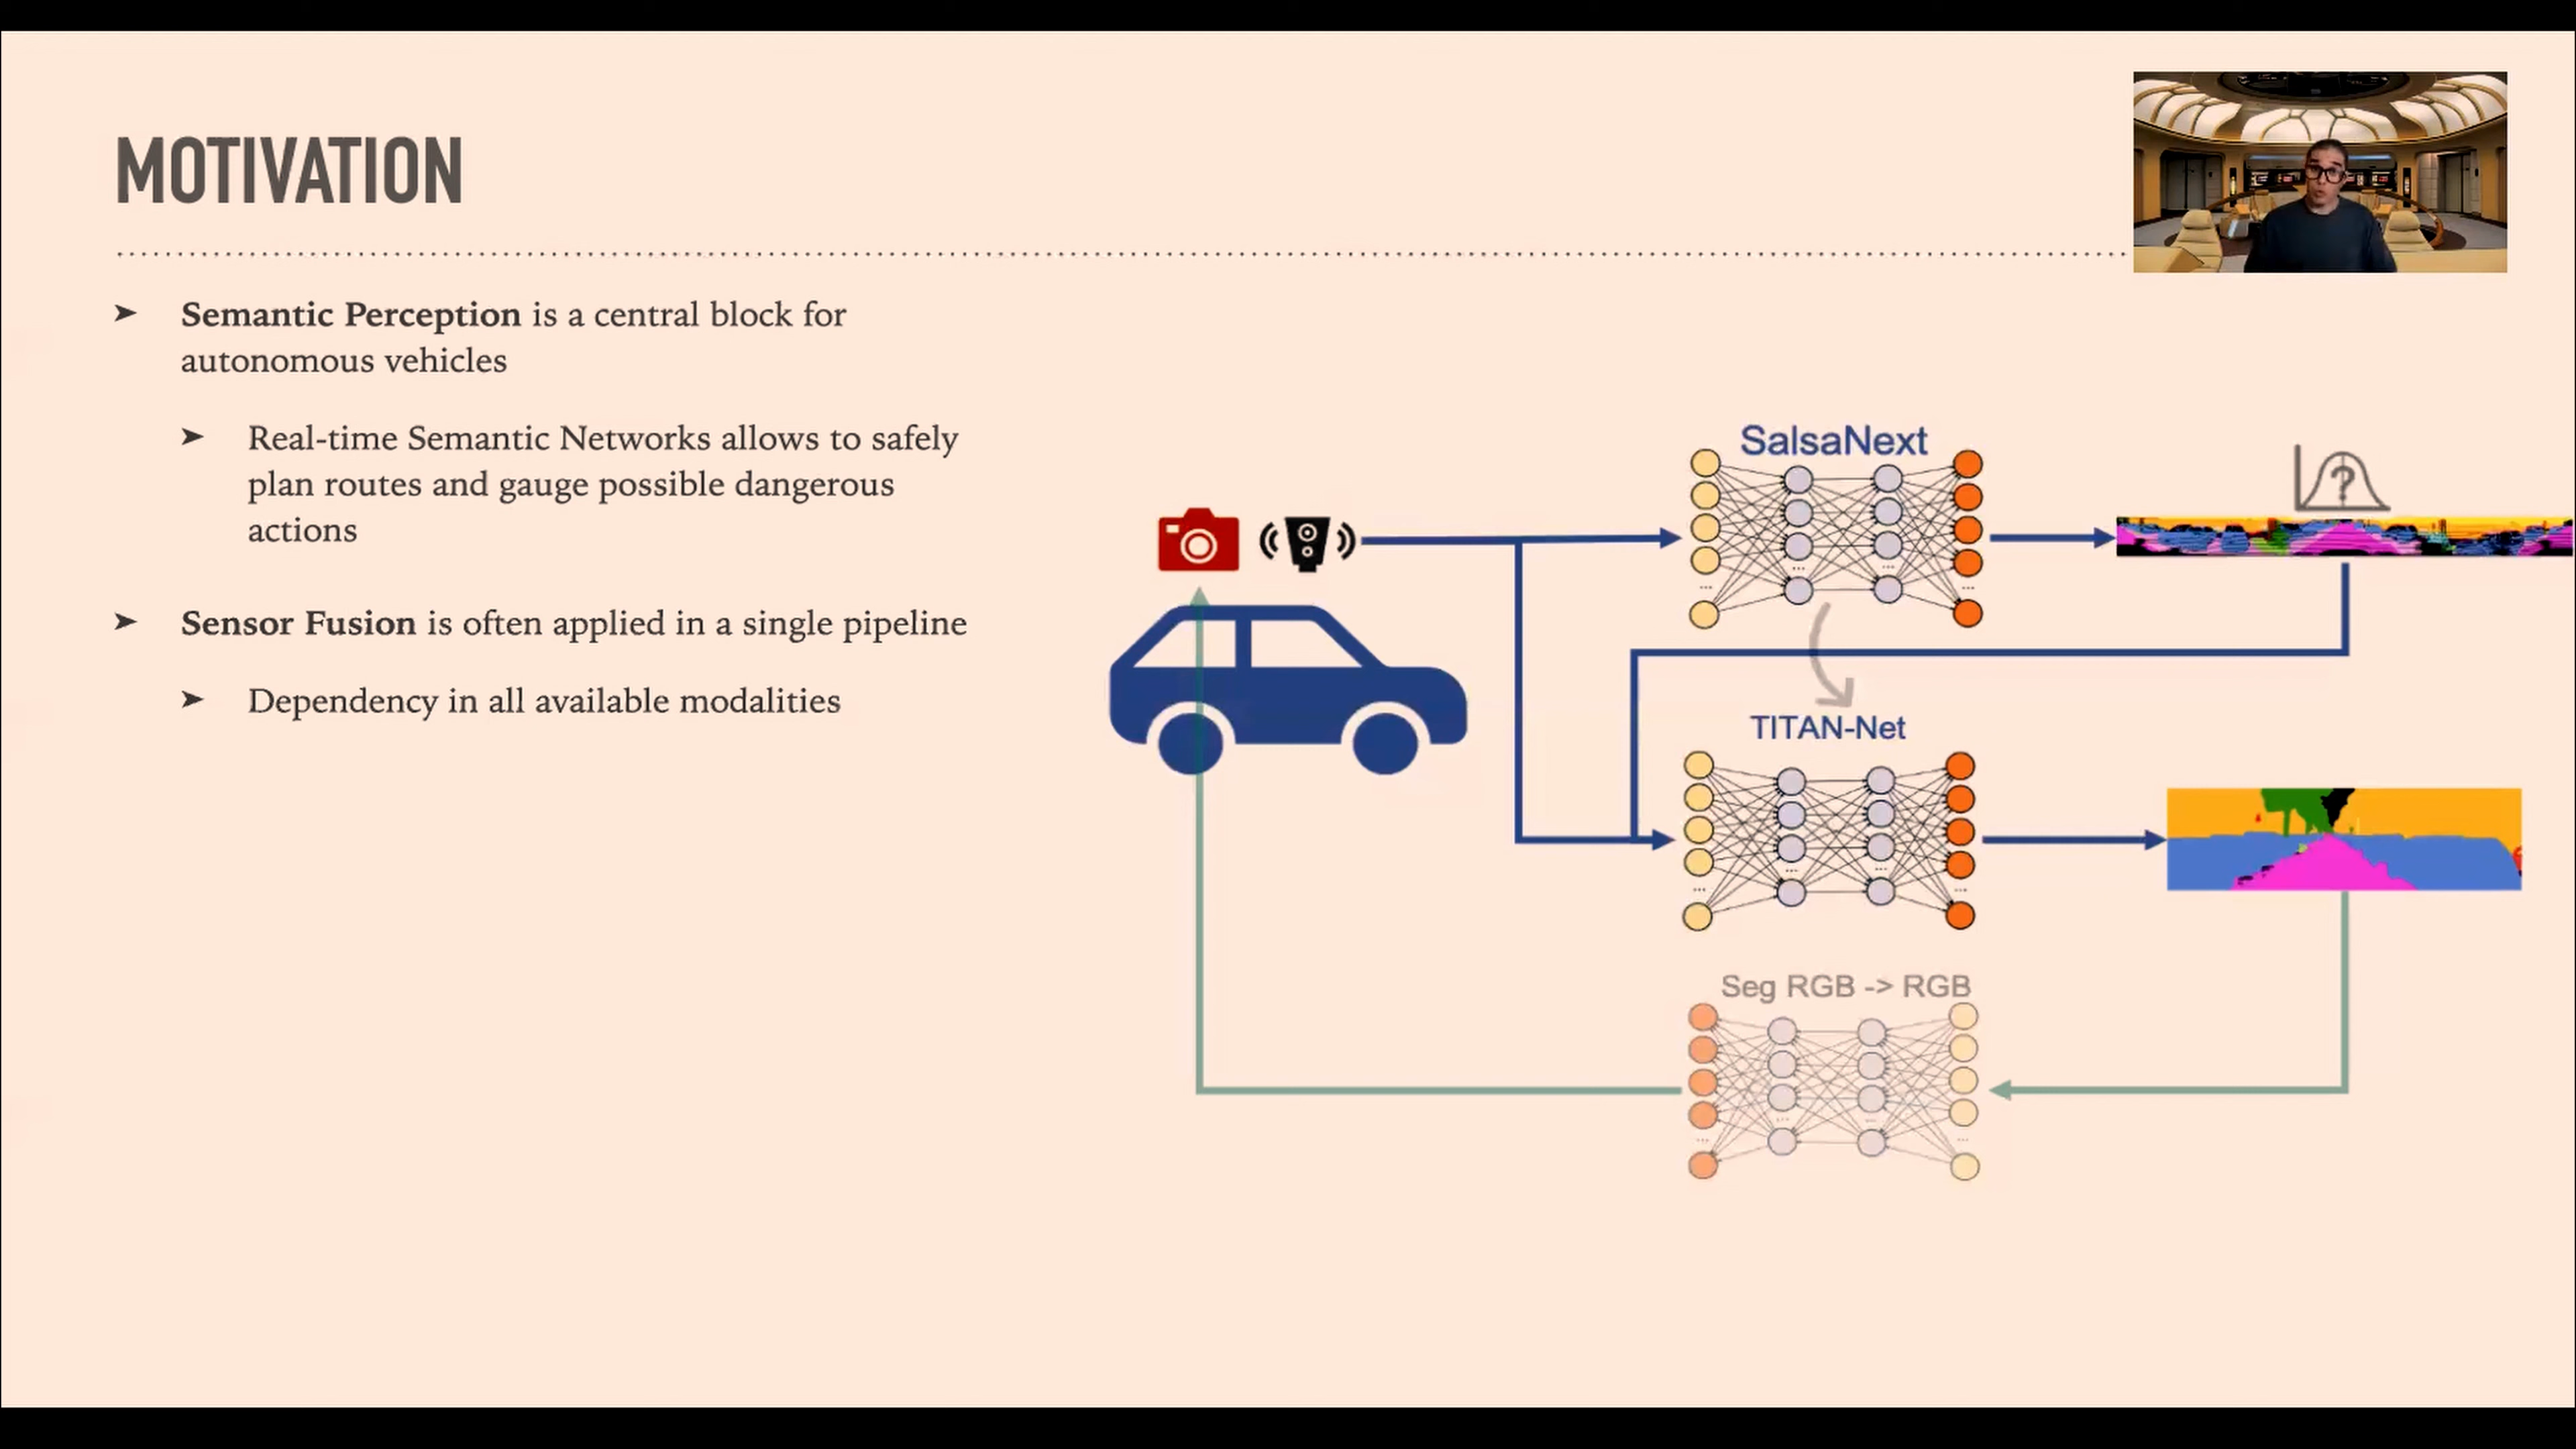 MOTIVATION
➤ Semantic Perception is a central block for
autonomous vehicles
➤ Real-time Semantic Networks allows to safely
plan routes and gauge possible dangerous
actions
➤ Sensor Fusion is often applied in a single pipeline
➤ Dependency in all available modalities
SalsaNext
...
...
...
...
?
TITAN-Net
...
...
...
...
Seg RGB -> RGB
...
...
...
...